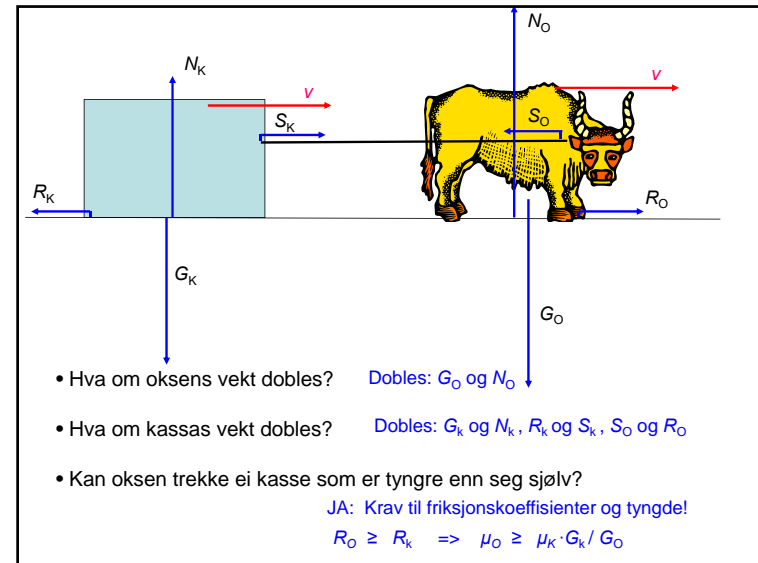 N_O
N_K
v
v
S_K
S_O
R_K
R_O
G_K
G_O
• Hva om oksens vekt dobles? Dobles: G_O og N_O
• Hva om kassas vekt dobles? Dobles: G_k og N_k , R_k og S_k , S_O og R_O
• Kan oksen trekke ei kasse som er tyngre enn seg sjølv?
JA: Krav til friksjonskoeffisienter og tyngde!
R_O ≥ R_k => μ_O ≥ μ_K · G_k / G_O